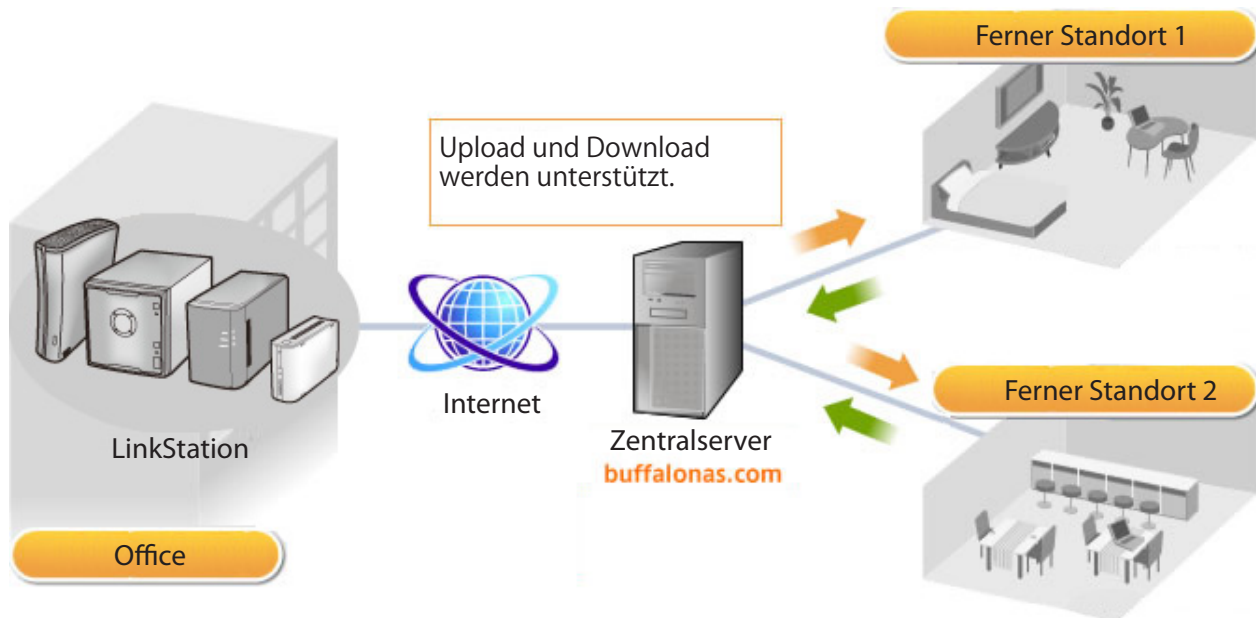 Ferner Standort 1
Upload und Download
werden unterstützt.
Internet
Ferner Standort 2
LinkStation
Zentralserver
buffalonas.com
Office